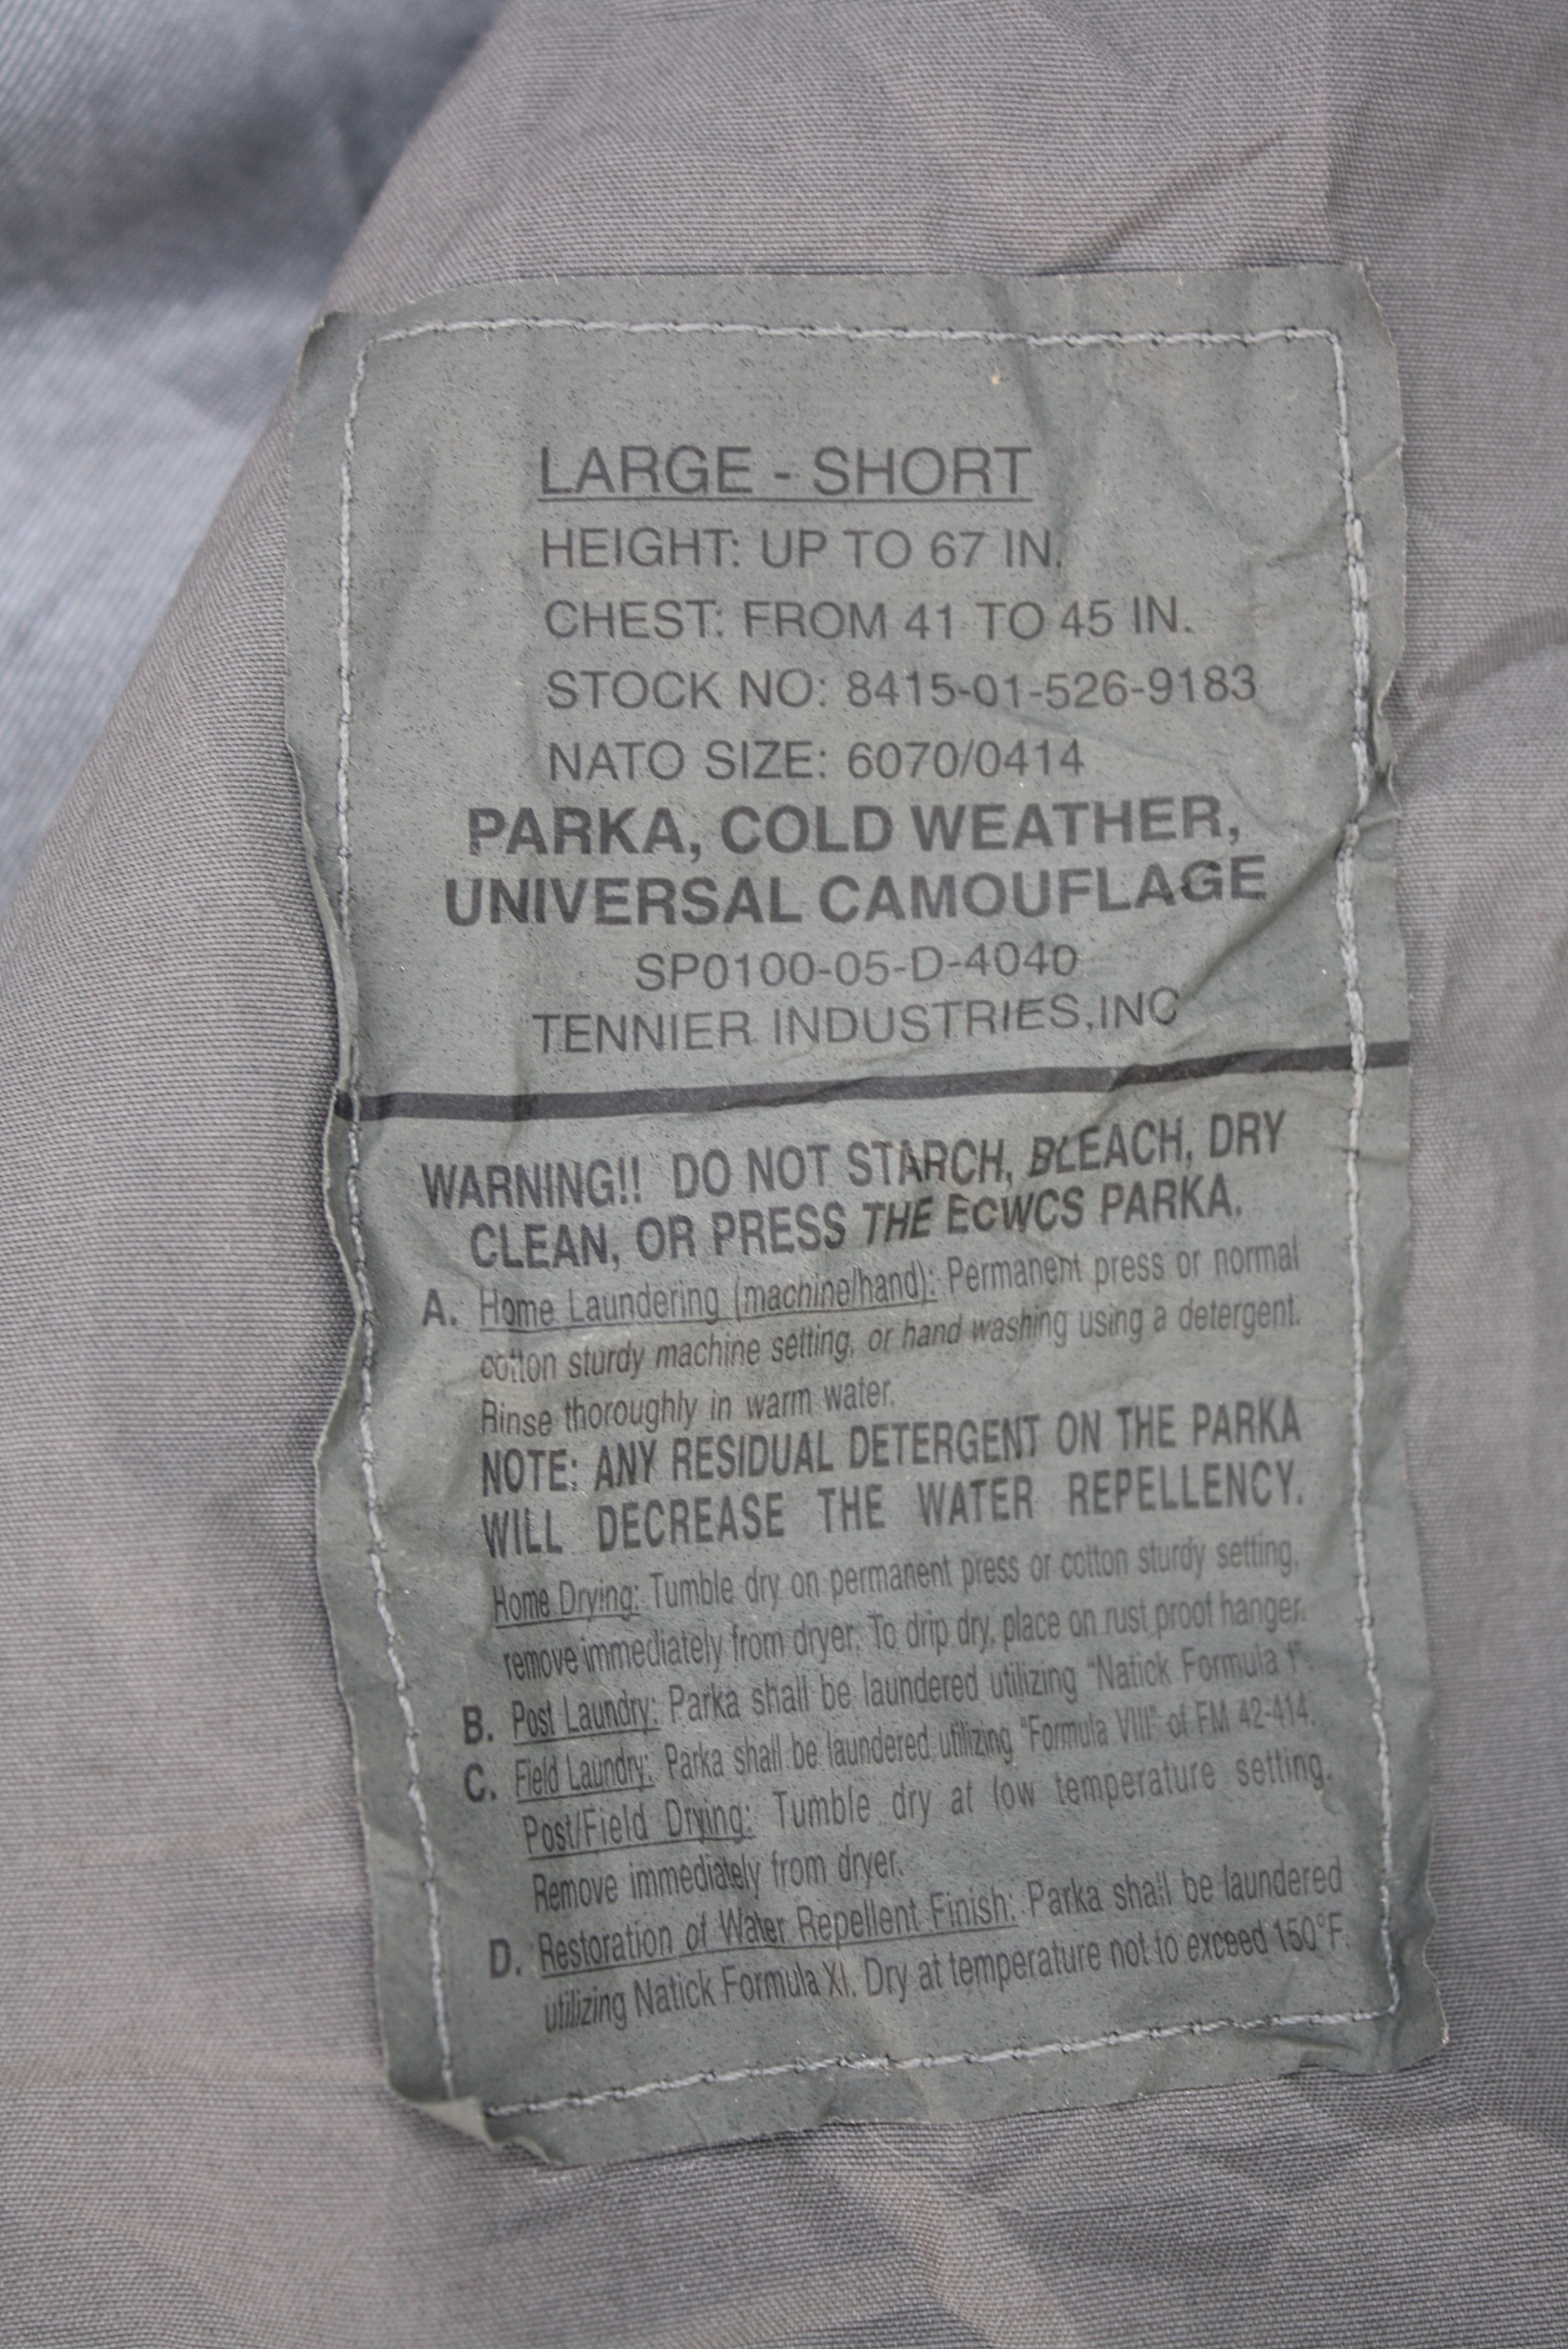 LARGE - SHORT
HEIGHT: UP TO 67 IN.
CHEST: FROM 41 TO 45 IN.
STOCK NO: 8415-01-526-9183
NATO SIZE: 6070/0414
PARKA, COLD WEATHER,
UNIVERSAL CAMOUFLAGE
SP0100-05-D-4040
TENNIER INDUSTRIES,INC
WARNING!! DO NOT STARCH, BLEACH, DRY
CLEAN, OR PRESS THE ECWCS PARKA.
A. Home Laundering (machine/hand): Permanent press or normal
cotton sturdy machine setting, or hand washing using a detergent.
Rinse thoroughly in warm water.
NOTE: ANY RESIDUAL DETERGENT ON THE PARKA
WILL DECREASE THE WATER REPELLENCY.
Home Drying: Tumble dry on permanent press or cotton sturdy setting,
remove immediately from dryer. To drip dry, place on rust proof hanger.
B. Post Laundry: Parka shall be laundered utilizing "Natick Formula 1".
C. Field Laundry: Parka shall be laundered utilizing "Formula VIII" of FM 42-414.
Post/Field Drying: Tumble dry at low temperature setting.
Remove immediately from dryer.
D. Restoration of Water Repellent Finish: Parka shall be laundered
utilizing Natick Formula XI. Dry at temperature not to exceed 150°F.